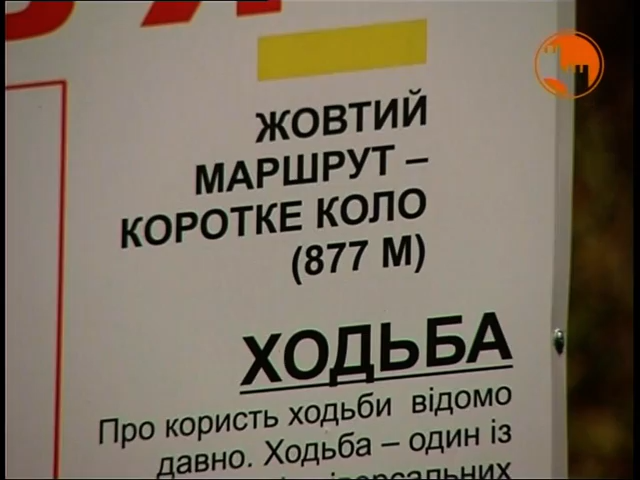 ЖОВТИЙ
МАРШРУТ –
КОРОТКЕ КОЛО
(877 М)
ХОДЬБА
Про користь ходьби відомо
давно. Ходьба – один із